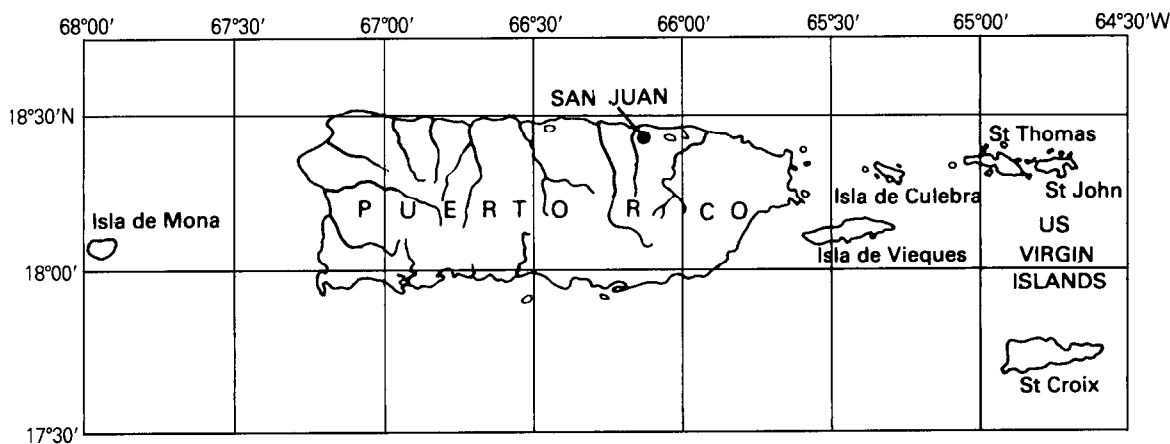 68°00' 67°30' 67°00' 66°30' 66°00' 65°30' 65°00' 64°30'W
18°30'N
SAN JUAN
St Thomas
St John
Isla de Culebra
Isla de Mona
PUERTO RICO
US
VIRGIN
ISLANDS
Isla de Vieques
18°00'
St Croix
17°30'